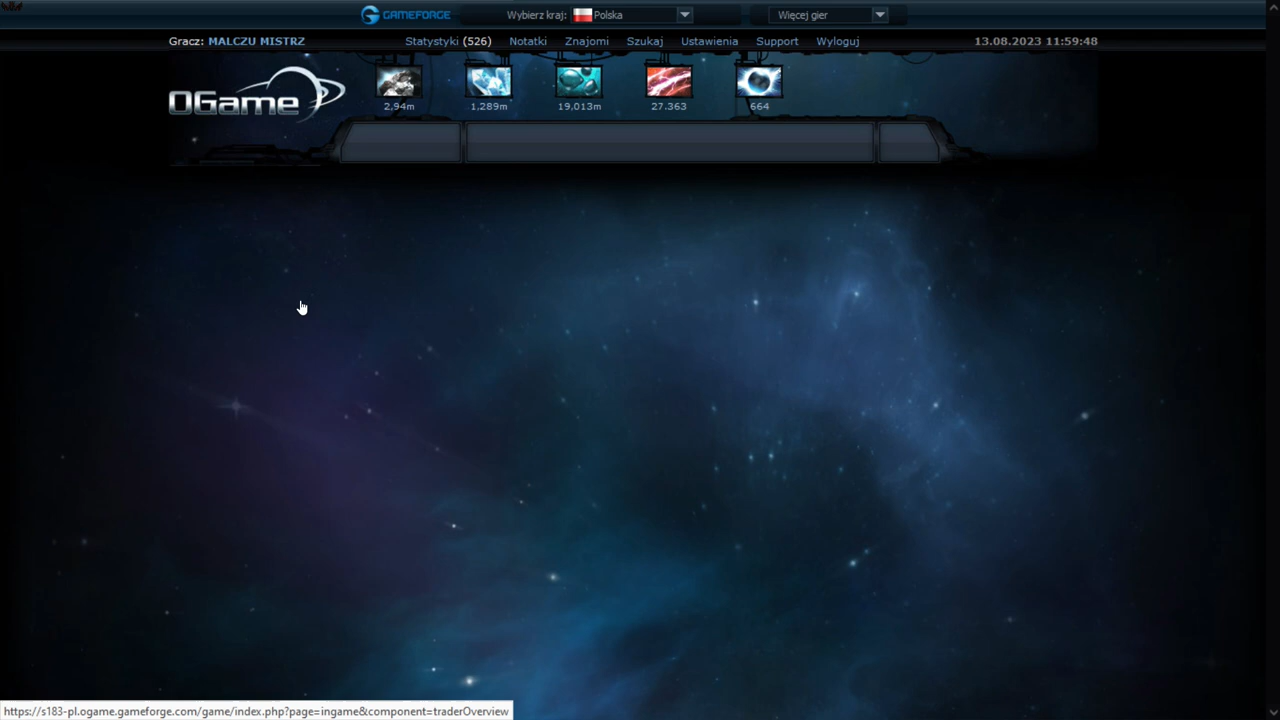 GAMEFORGE Wybierz kraj: Polska Więcej gier
Gracz: MALCZU MISTRZ Statystyki (526) Notatki Znajomi Szukaj Ustawienia Support Wyloguj 13.08.2023 11:59:48
OGame
2,94m 1,289m 19,013m 27.363 664
https://s183-pl.ogame.gameforge.com/game/index.php?page=ingame&component=traderOverview